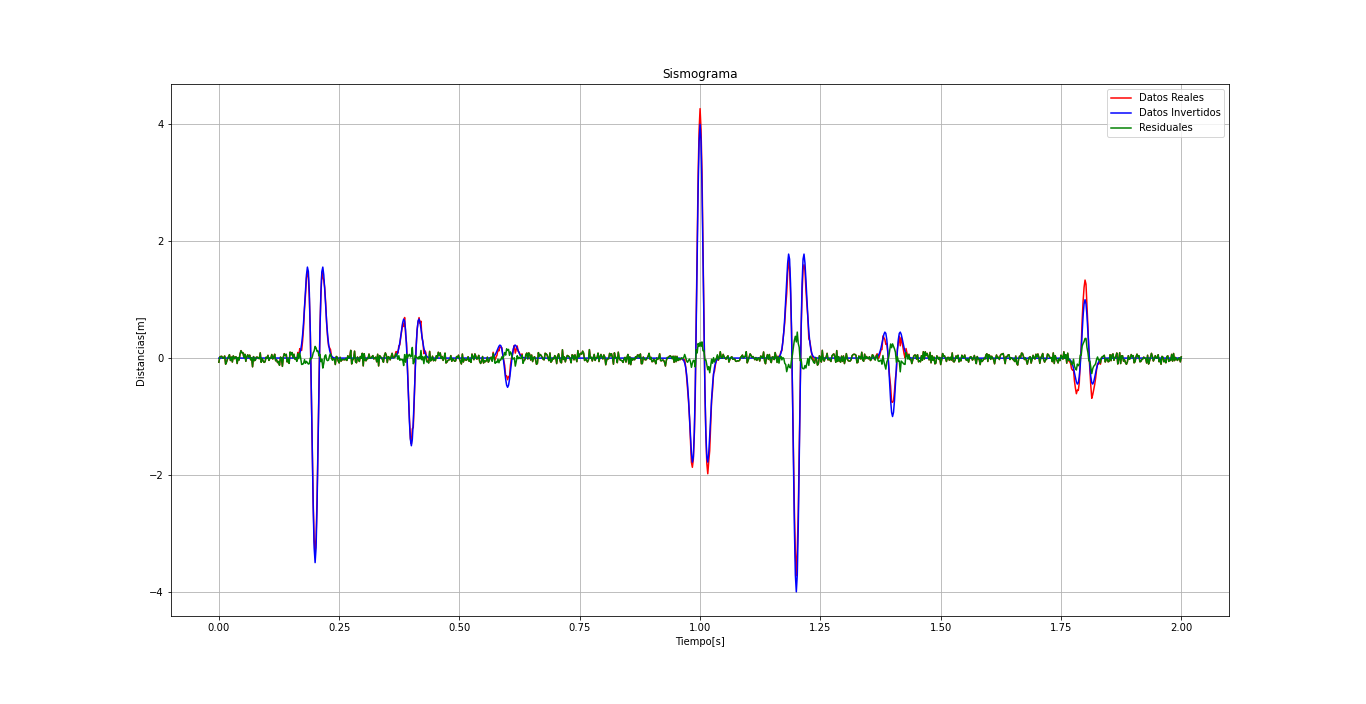 Sismograma
Datos Reales
Datos Invertidos
Residuales
Distancias[m]
4
2
0
−2
−4
0.00 0.25 0.50 0.75 1.00 1.25 1.50 1.75 2.00
Tiempo[s]